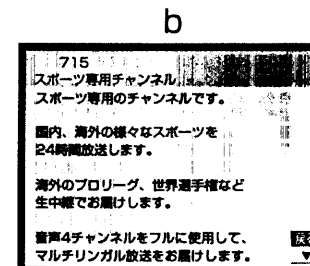 b
715
スポーツ専用チャンネル
スポーツ専用のチャンネルです。
国内、海外の様々なスポーツを
24時間放送します。
海外のプロリーグ、世界選手権など
生中継でお届けします。
音声4チャンネルをフルに使用して、
マルチリンガル放送をお届けします。